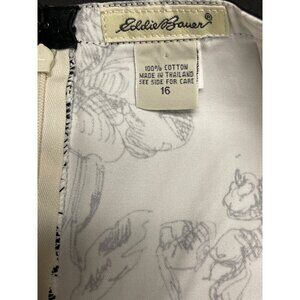 Eddie Bauer®
100% COTTON
MADE IN THAILAND
SEE SIDE FOR CARE
16